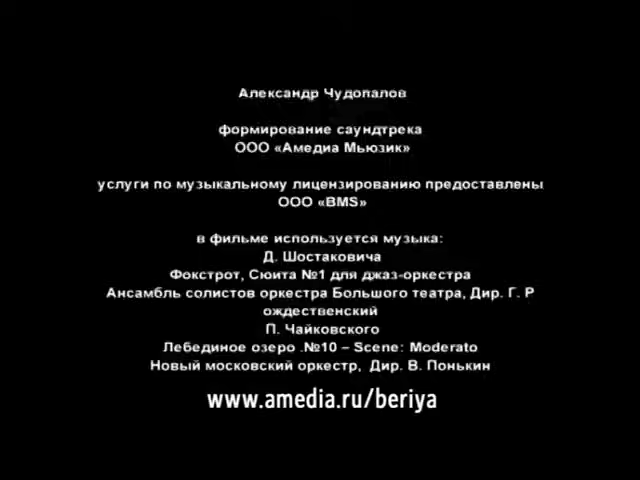 Александр Чудопалов
формирование саундтрека
ООО «Амедиа Мьюзик»
услуги по музыкальному лицензированию предоставлены
ООО «BMS»
в фильме используется музыка:
Д. Шостаковича
Фокстрот, Сюита №1 для джаз-оркестра
Ансамбль солистов оркестра Большого театра, Дир. Г. Р
ождественский
П. Чайковского
Лебединое озеро .№10 – Scene: Moderato
Новый московский оркестр, Дир. В. Понькин
www.amedia.ru/beriya